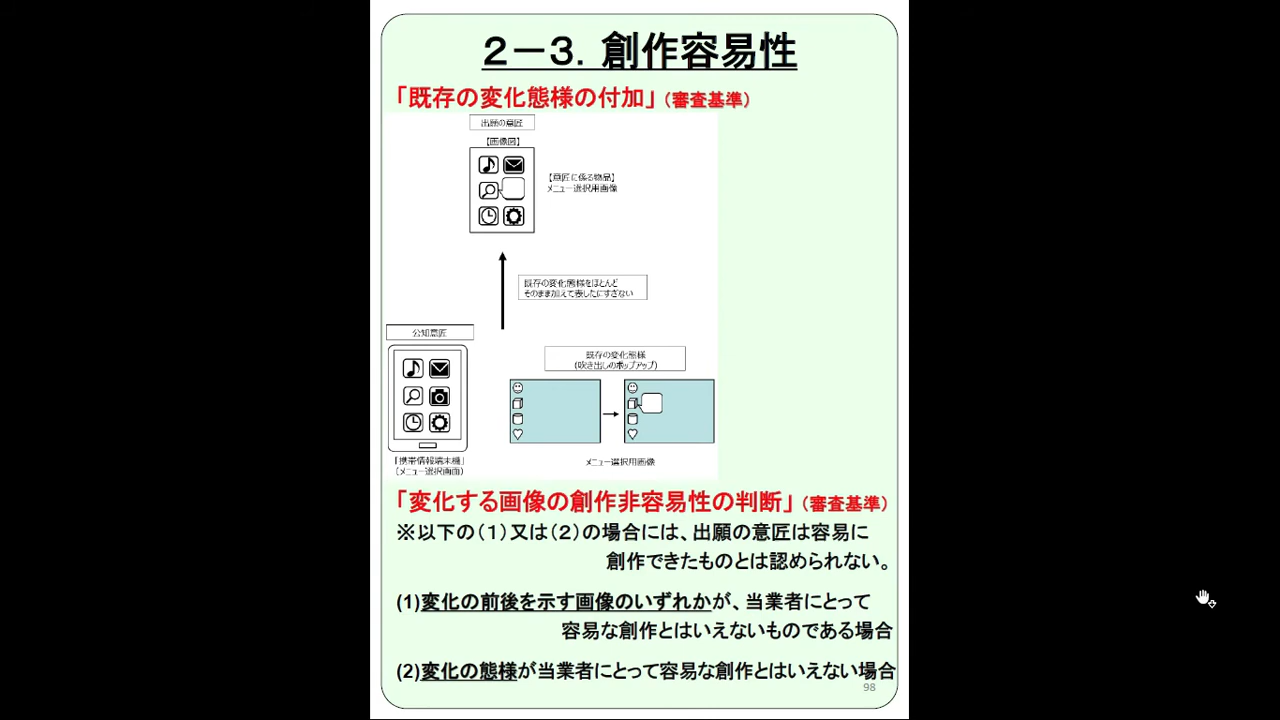 ２－３．創作容易性
「既存の変化態様の付加」（審査基準）
出願の意匠
【画像図】
【意匠に係る物品】
メニュー選択用画像
既存の変化態様をほとんど
そのまま加えて表したにすぎない
公知意匠
既存の変化態様
(吹き出しのポップアップ)
「携帯情報端末機」
(メニュー選択画面)
メニュー選択用画像
「変化する画像の創作非容易性の判断」（審査基準）
※以下の（１）又は（２）の場合には、出願の意匠は容易に
創作できたものとは認められない。
(1)変化の前後を示す画像のいずれかが、当業者にとって
容易な創作とはいえないものである場合
(2)変化の態様が当業者にとって容易な創作とはいえない場合
98